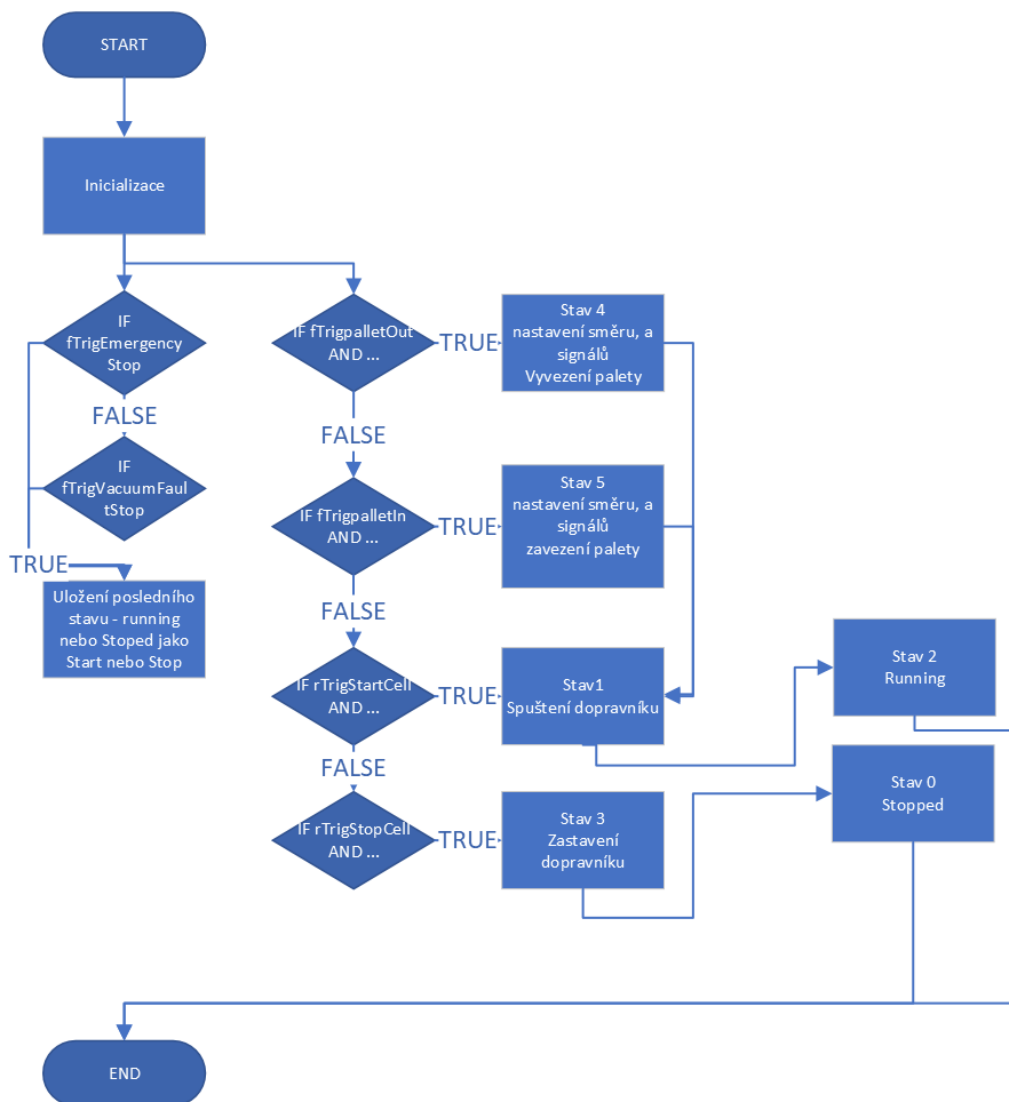 START
Inicializace
IF
fTrigEmergency
Stop
FALSE
IF
fTrigVacuumFaul
tStop
TRUE
Uložení posledního
stavu - running
nebo Stoped jako
Start nebo Stop
IF fTrigpalletOut
AND ...
TRUE
Stav 4
nastavení směru, a
signálů
Vyvezení palety
FALSE
IF fTrigpalletIn
AND ...
TRUE
Stav 5
nastavení směru, a
signálů
zavezení palety
FALSE
IF rTrigStartCell
AND ...
TRUE
Stav1
Spuštení dopravníku
Stav 2
Running
FALSE
IF rTrigStopCell
AND ...
TRUE
Stav 3
Zastavení
dopravníku
Stav 0
Stopped
END